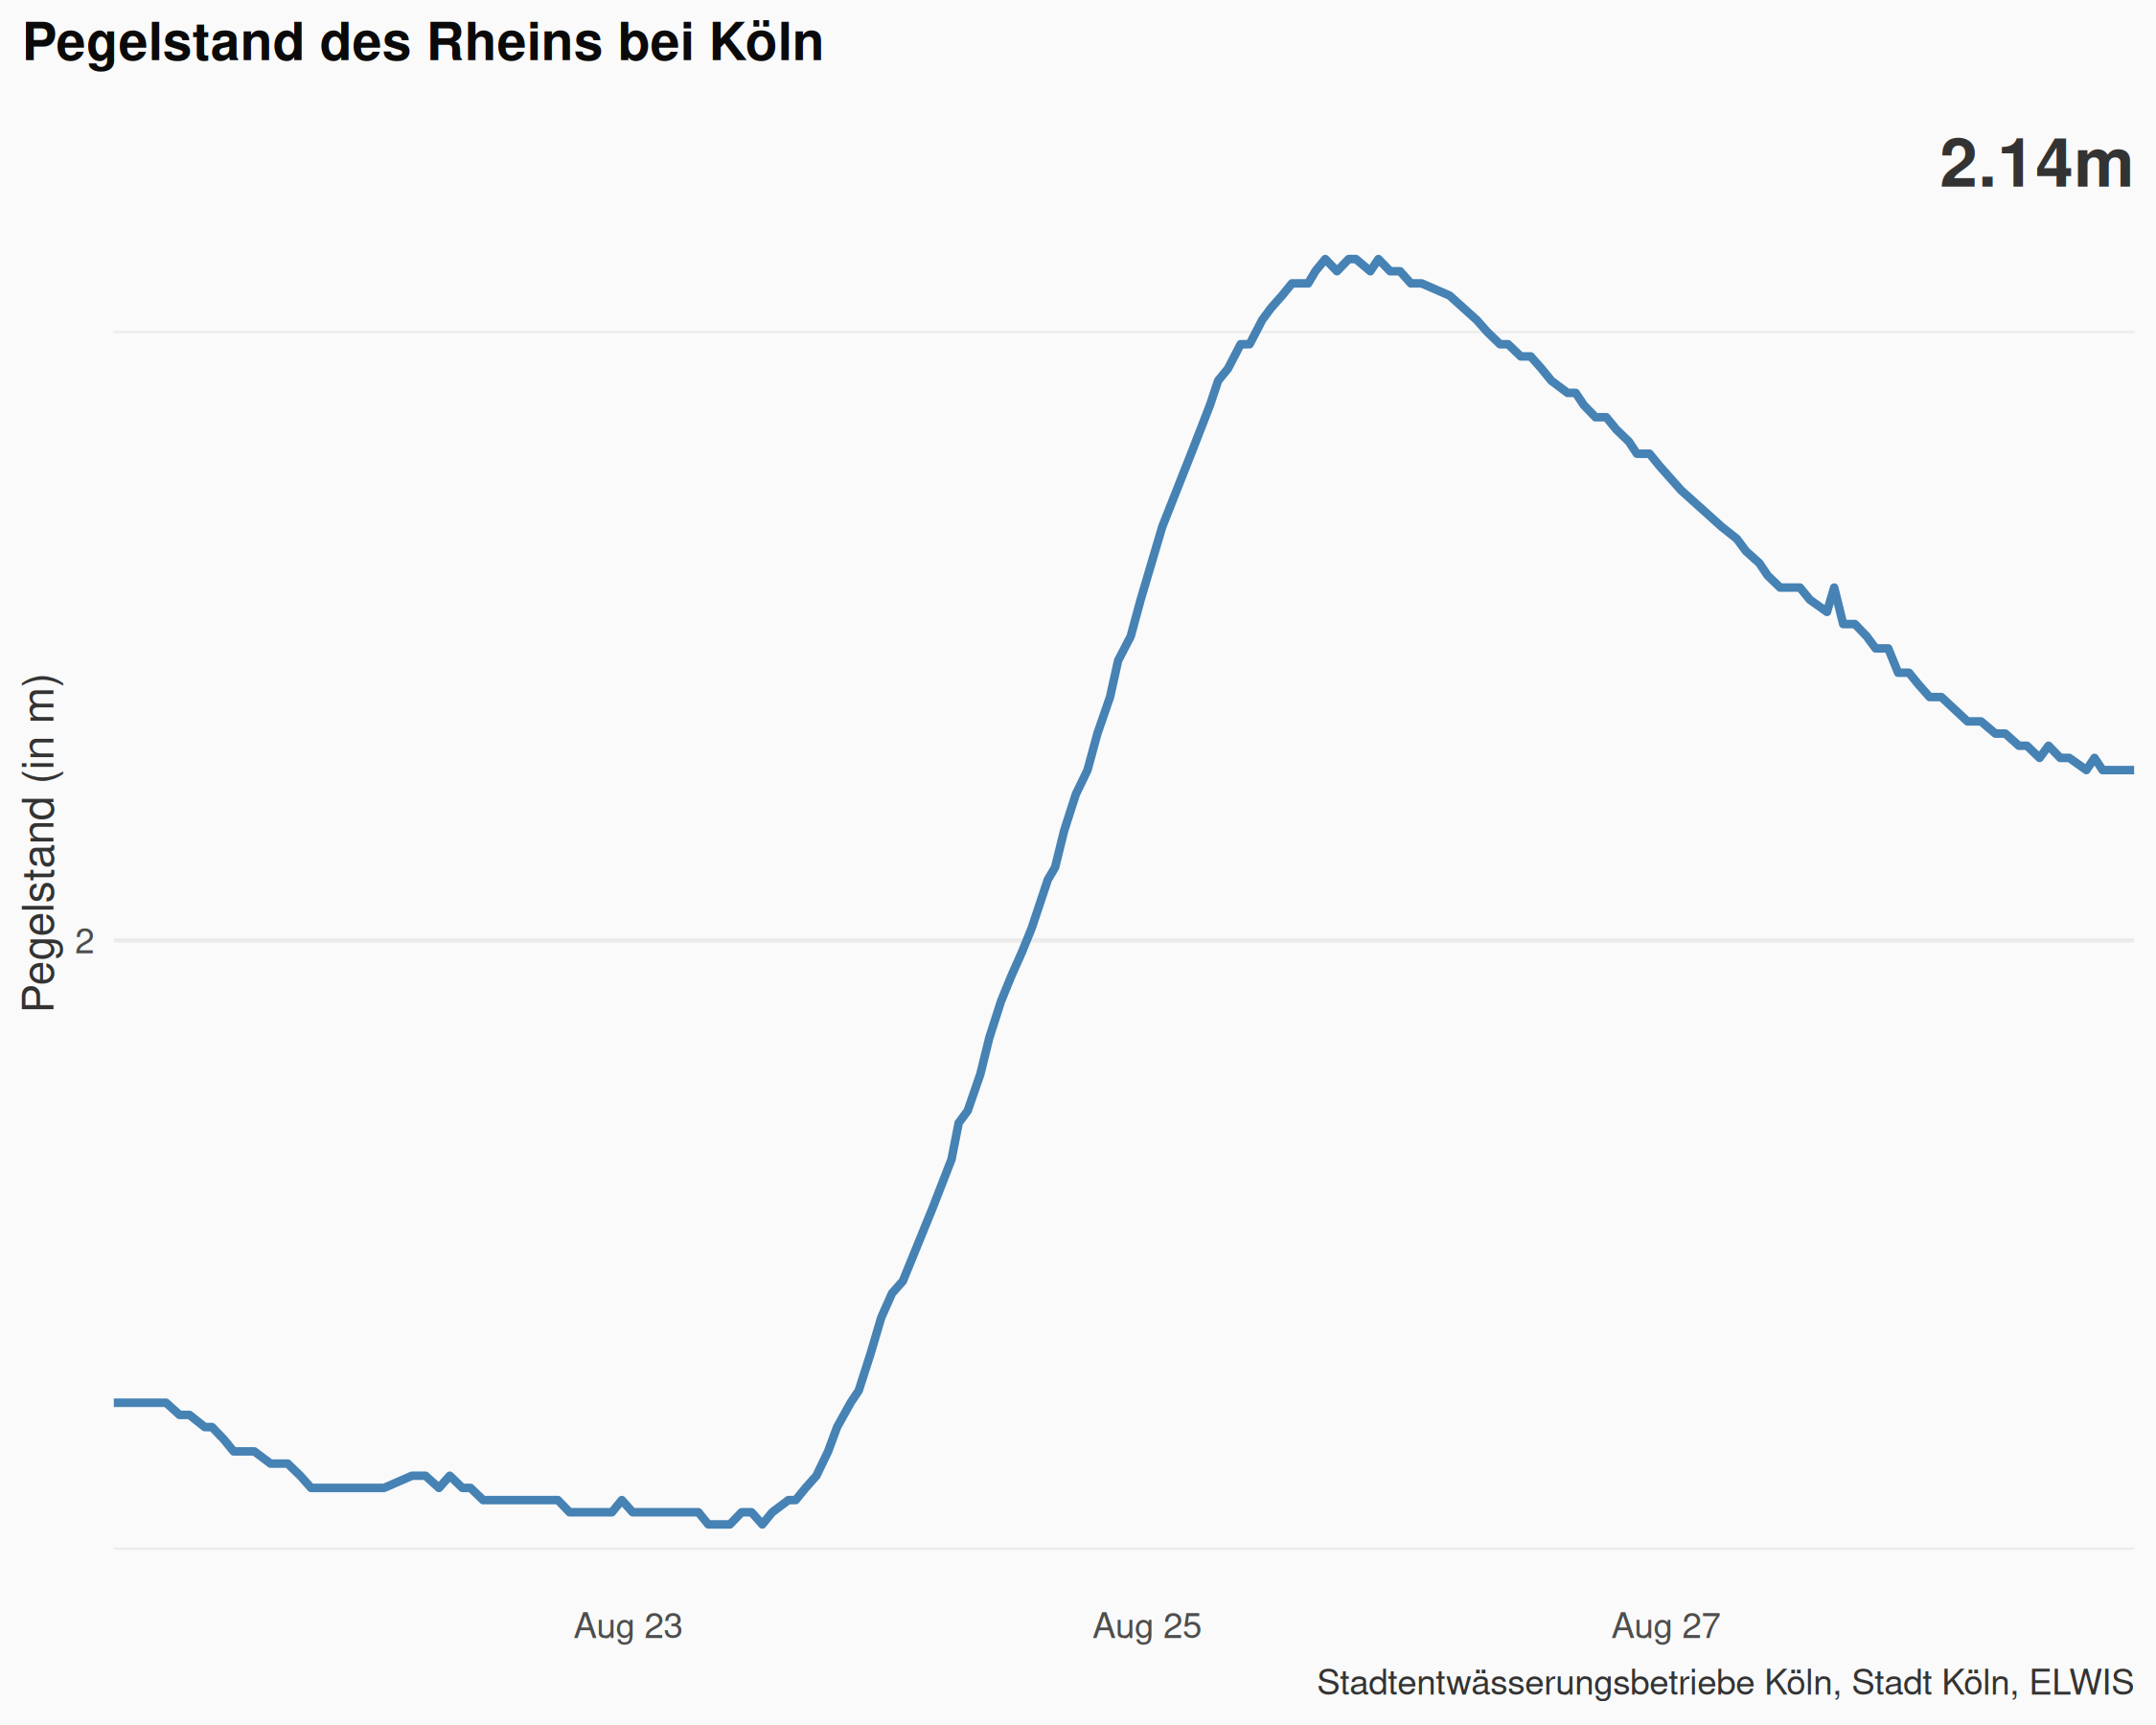 Pegelstand des Rheins bei Köln
2.14m
Pegelstand (in m)
2
Aug 23
Aug 25
Aug 27
Stadtentwässerungsbetriebe Köln, Stadt Köln, ELWIS